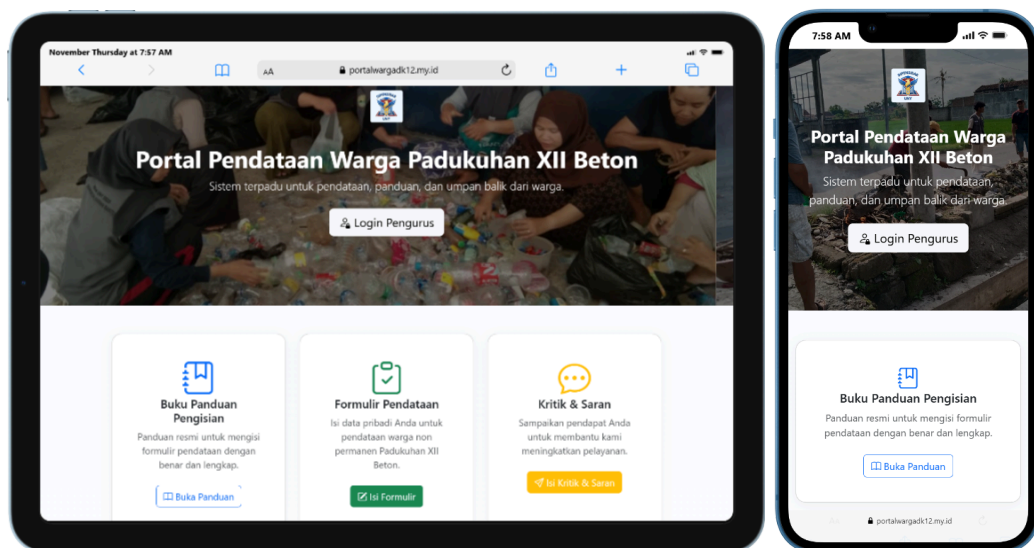 November Thursday at 7:57 AM
AA
portalwargadk12.my.id
Portal Pendataan Warga Padukuhan XII Beton
Sistem terpadu untuk pendataan, panduan, dan umpan balik dari warga.
Login Pengurus
Buku Panduan
Pengisian
Panduan resmi untuk mengisi
formulir pendataan dengan
benar dan lengkap.
Buka Panduan
Formulir Pendataan
Isi data pribadi Anda untuk
pendataan warga non
permanen Padukuhan XII
Beton.
Isi Formulir
Kritik & Saran
Sampaikan pendapat Anda
untuk membantu kami
meningkatkan pelayanan.
Isi Kritik & Saran
7:58 AM
Portal Pendataan Warga
Padukuhan XII Beton
Sistem terpadu untuk pendataan,
panduan, dan umpan balik dari warga.
Login Pengurus
Buku Panduan Pengisian
Panduan resmi untuk mengisi formulir
pendataan dengan benar dan lengkap.
Buka Panduan
AA
portalwargadk12.my.id